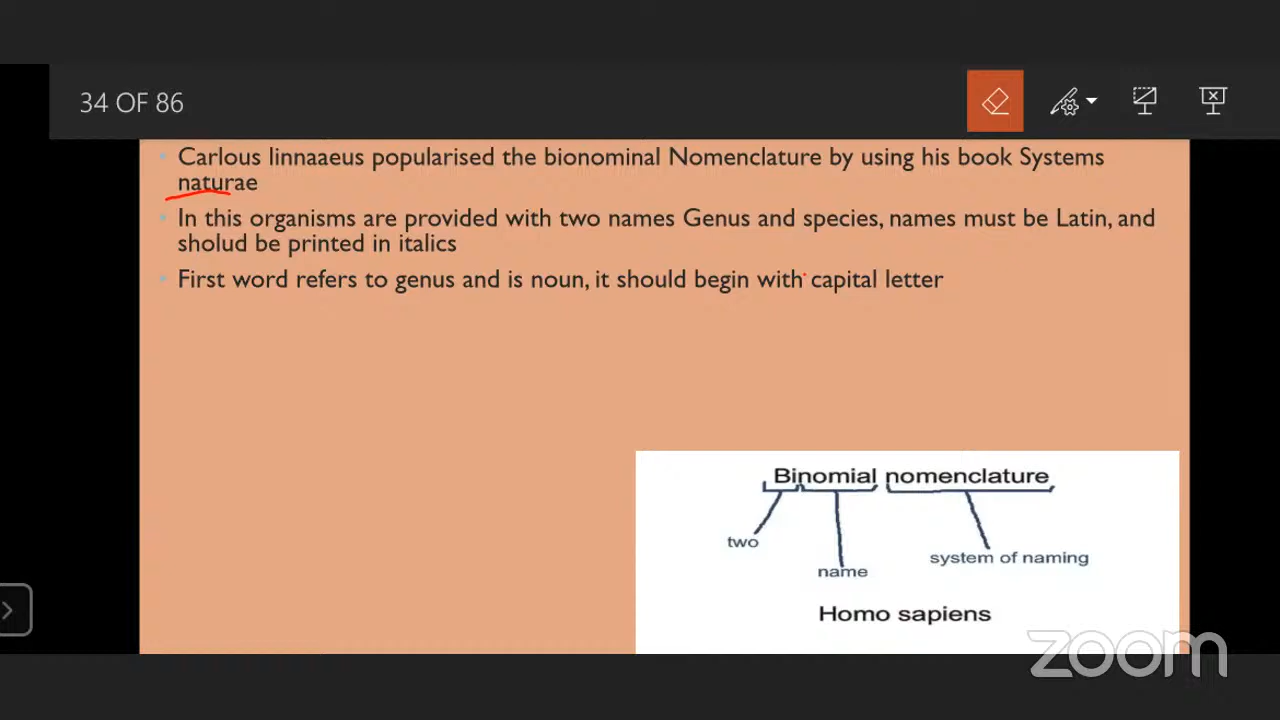 34 OF 86
Carlous linnaaeus popularised the bionominal Nomenclature by using his book Systems
naturae
In this organisms are provided with two names Genus and species, names must be Latin, and
sholud be printed in italics
First word refers to genus and is noun, it should begin with capital letter
Binomial nomenclature
two
name
system of naming
Homo sapiens
zoom